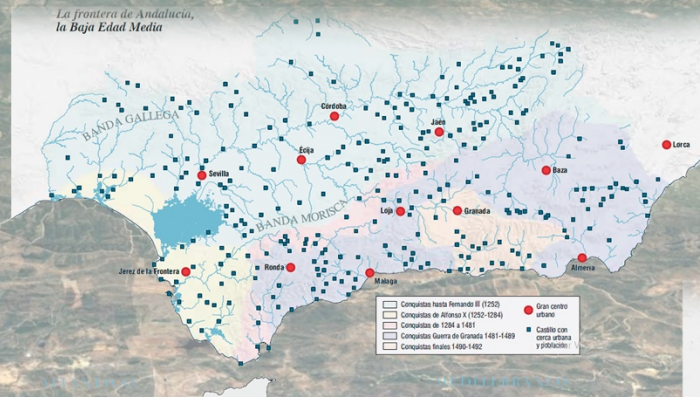 La frontera de Andalucía,
la Baja Edad Media
BANDA GALLEGA
Córdoba
Jaén
Écija
Lorca
Sevilla
Baza
BANDA MORISCA
Loja
Granada
Jerez de la Frontera
Ronda
Malaga
Almería
Conquistas hasta Fernando III (1252)
Conquistas de Alfonso X (1252-1284)
Conquistas de 1284 a 1481
Conquistas Guerra de Granada 1481-1489
Conquistas finales 1490-1492
Gran centro
urbano
Castillo con
cerca urbana
y población